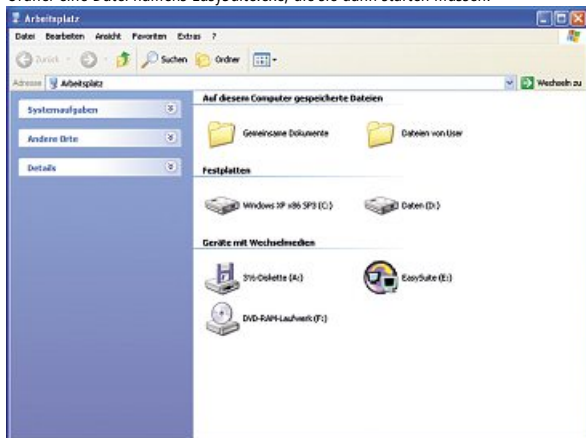 Ordner eine Datei namens EasySuite.exe, die Sie dann starten müssen.
Arbeitsplatz
Datei Bearbeiten Ansicht Favoriten Extras ?
Zurück Suchen Ordner
Adresse Arbeitsplatz Wechseln zu
Systemaufgaben
Andere Orte
Details
Auf diesem Computer gespeicherte Dateien
Gemeinsame Dokumente Dateien von User
Festplatten
Windows XP x86 SP3 (C:) Daten (D:)
Geräte mit Wechselmedien
3½-Diskette (A:) EasySuite (E:)
DVD-RAM-Laufwerk (F:)